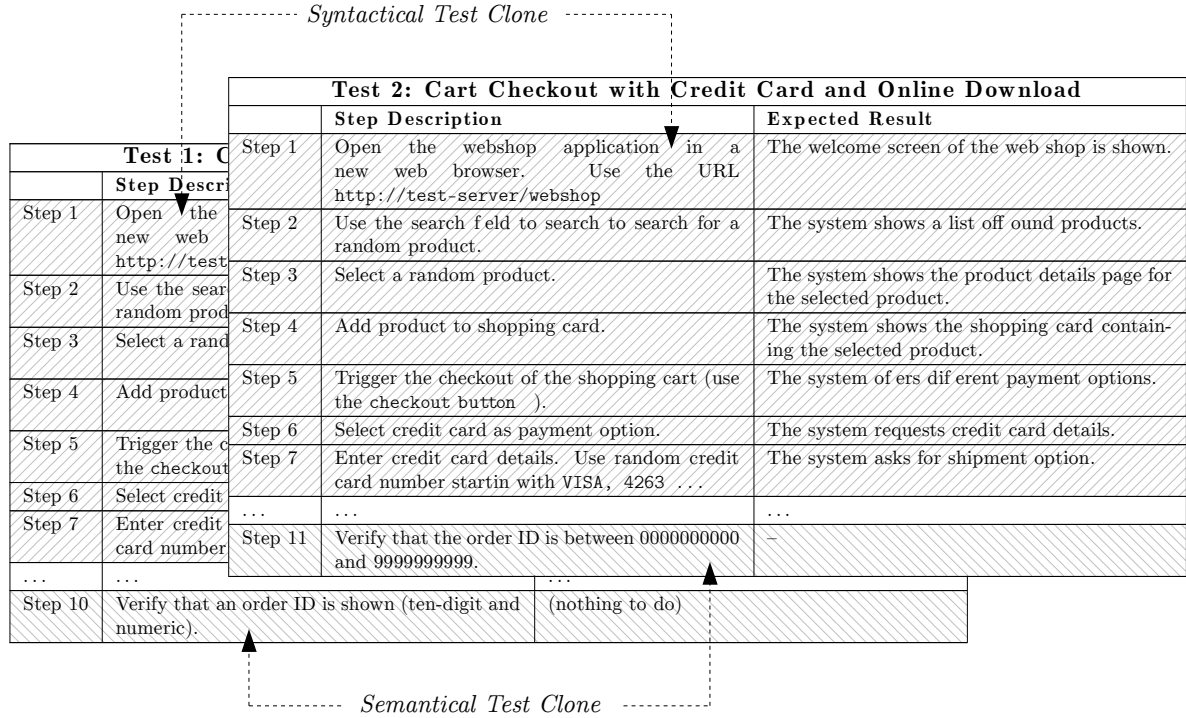 Syntactical Test Clone
Test 2: Cart Checkout with Credit Card and Online Download
Step Description Expected Result
Step 1 Open the webshop application in a The welcome screen of the web shop is shown.
new web browser. Use the URL
http://test-server/webshop
Step 2 Use the search f eld to search to search for a The system shows a list off ound products.
random product.
Step 3 Select a random product. The system shows the product details page for
the selected product.
Step 4 Add product to shopping card. The system shows the shopping card contain-
ing the selected product.
Step 5 Trigger the checkout of the shopping cart (use The system of ers dif erent payment options.
the checkout button ).
Step 6 Select credit card as payment option. The system requests credit card details.
Step 7 Enter credit card details. Use random credit The system asks for shipment option.
card number startin with VISA, 4263 ...
... ... ...
Step 11 Verify that the order ID is between 0000000000 –
and 9999999999.
Test 1:
Step
Step 1 Open the
new web
http://test
Step 2 Use the
random
Step 3 Select a
Step 4 Add product
Step 5 Trigger the
the checkout
Step 6 Select credit
Step 7 Enter credit
card number
... ... ...
Step 10 Verify that an order ID is shown (ten-digit and (nothing to do)
numeric).
Semantical Test Clone